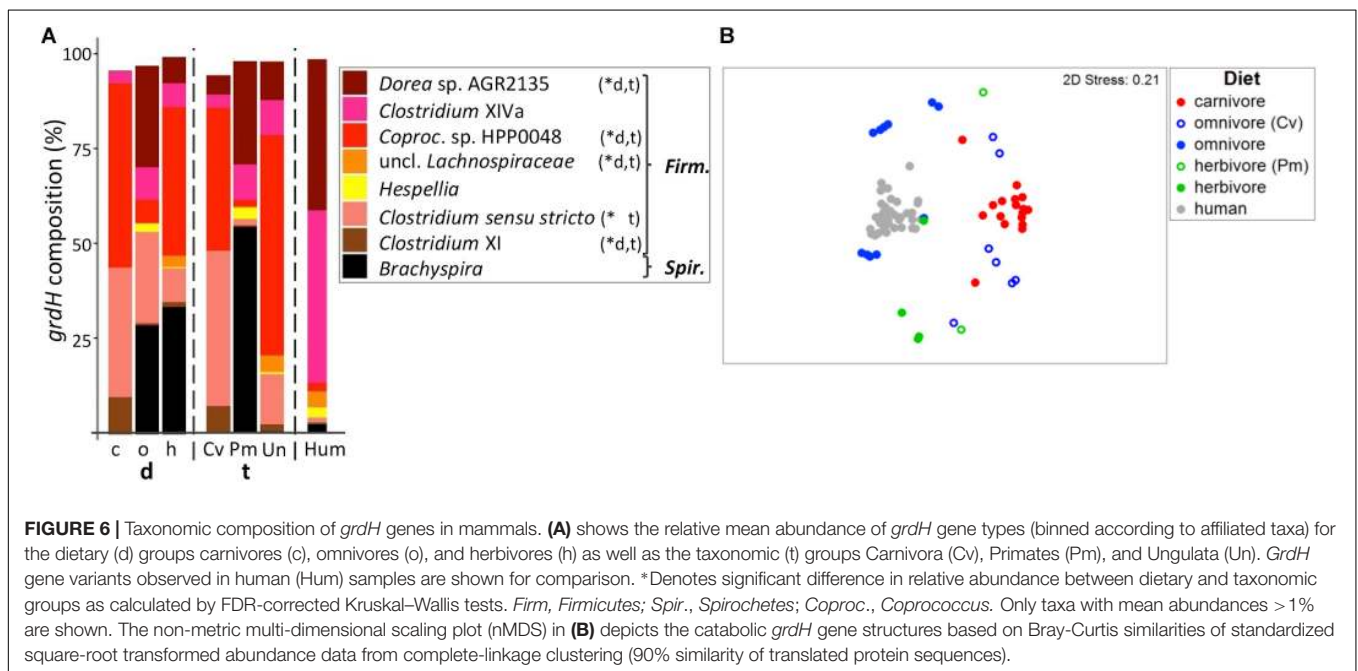 A
100
75
50
25
grdH composition (%)
c o h | Cv Pm Un | Hum
d t
Dorea sp. AGR2135 (*d,t)
Clostridium XIVa
Coproc. sp. HPP0048 (*d,t)
uncl. Lachnospiraceae (*d,t)
Hespellia
Clostridium sensu stricto (* t)
Clostridium XI (*d,t)
Brachyspira
Firm.
Spir.
B
2D Stress: 0.21
Diet
carnivore
omnivore (Cv)
omnivore
herbivore (Pm)
herbivore
human
FIGURE 6 | Taxonomic composition of grdH genes in mammals. (A) shows the relative mean abundance of grdH gene types (binned according to affiliated taxa) for
the dietary (d) groups carnivores (c), omnivores (o), and herbivores (h) as well as the taxonomic (t) groups Carnivora (Cv), Primates (Pm), and Ungulata (Un). GrdH
gene variants observed in human (Hum) samples are shown for comparison. *Denotes significant difference in relative abundance between dietary and taxonomic
groups as calculated by FDR-corrected Kruskal–Wallis tests. Firm, Firmicutes; Spir., Spirochetes; Coproc., Coprococcus. Only taxa with mean abundances >1%
are shown. The non-metric multi-dimensional scaling plot (nMDS) in (B) depicts the catabolic grdH gene structures based on Bray-Curtis similarities of standardized
square-root transformed abundance data from complete-linkage clustering (90% similarity of translated protein sequences).